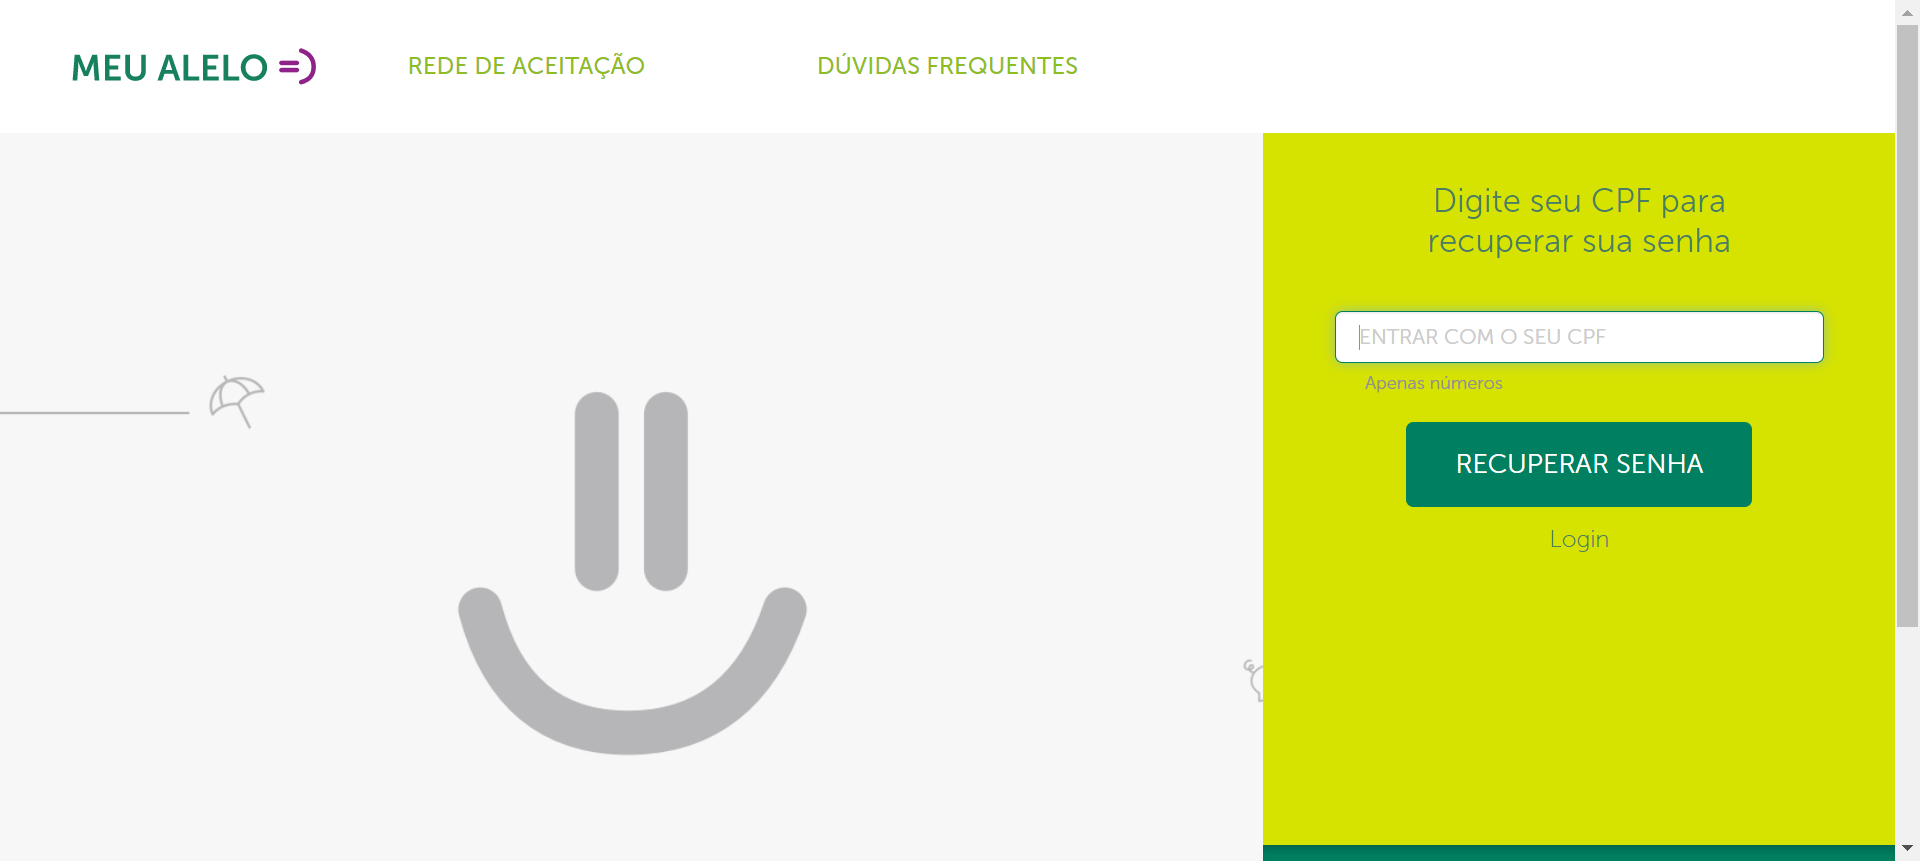 MEU ALELO =)
REDE DE ACEITAÇÃO
DÚVIDAS FREQUENTES
Digite seu CPF para
recuperar sua senha
ENTRAR COM O SEU CPF
Apenas números
RECUPERAR SENHA
Login